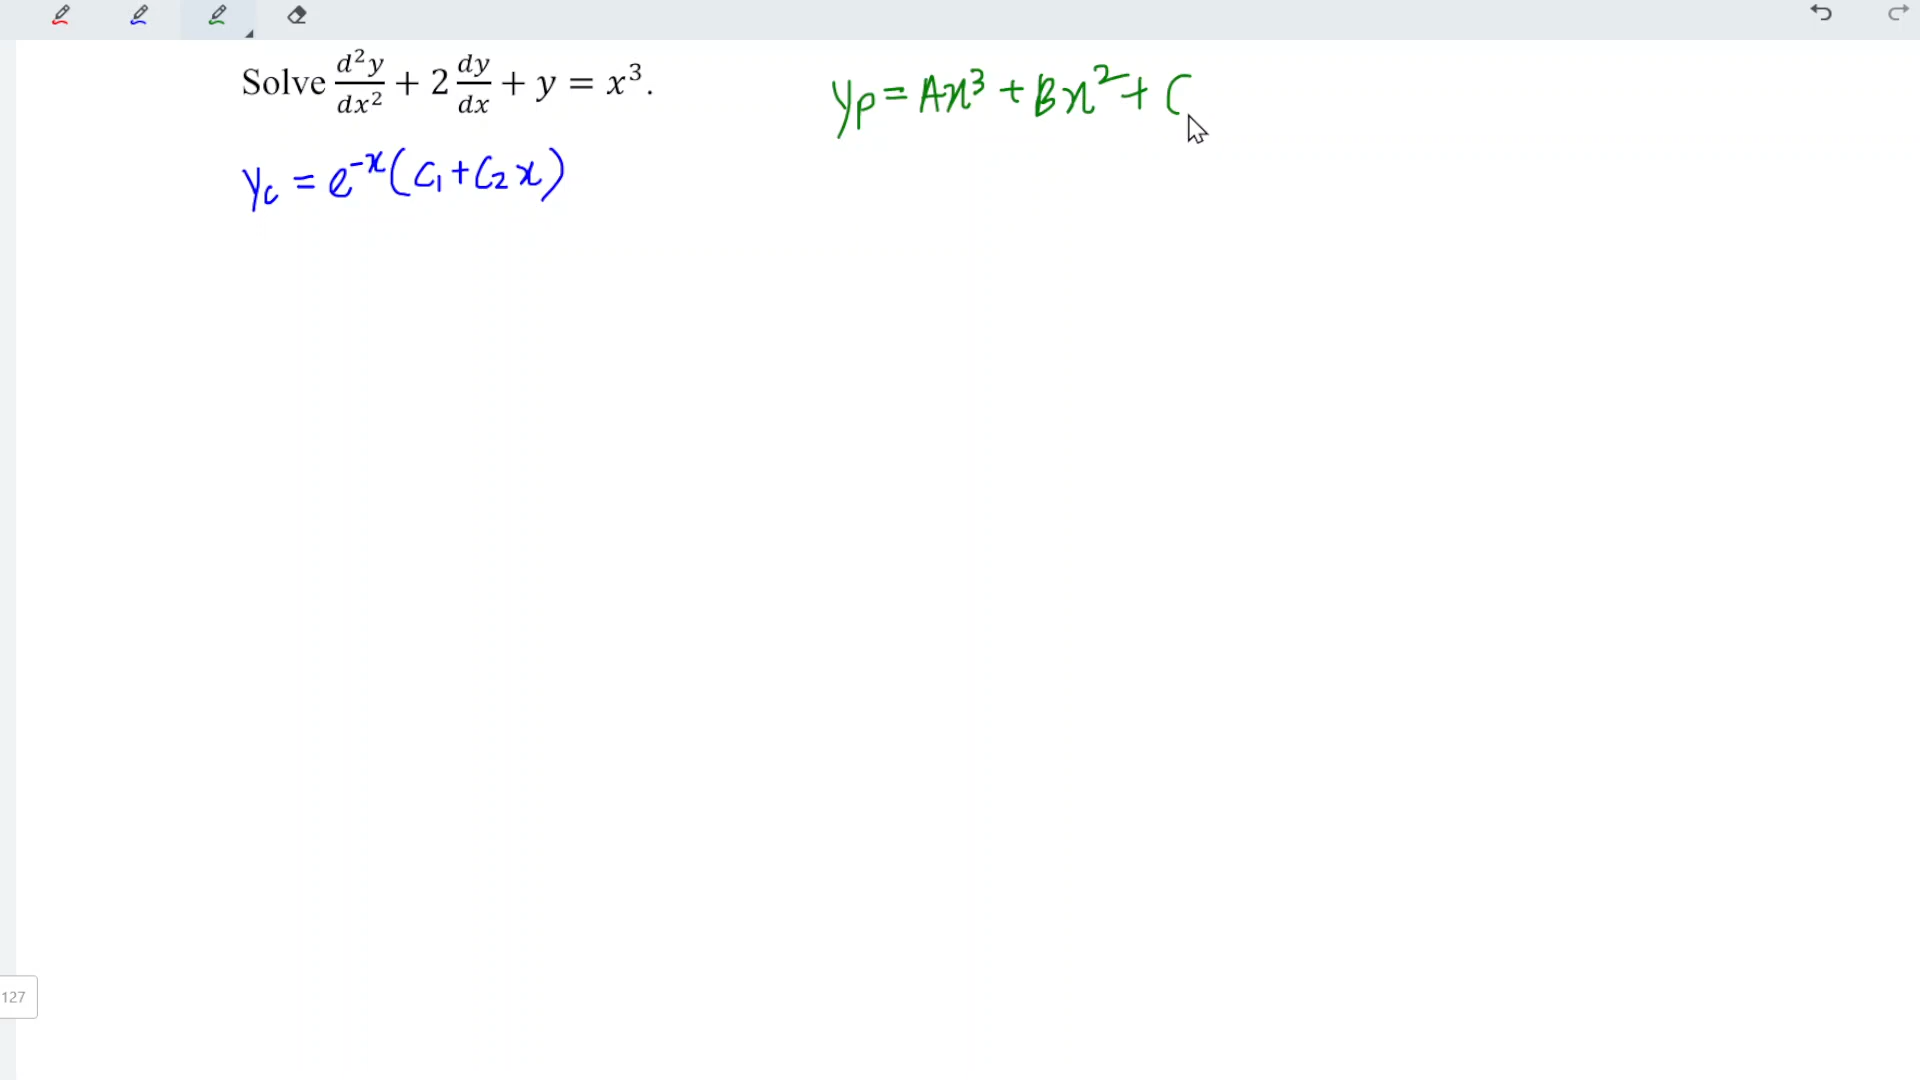 Solve d²y/dx² + 2 dy/dx + y = x³.
yp = Ax³ + Bx² + C
yc = e^-x (C₁ + C₂x)
127